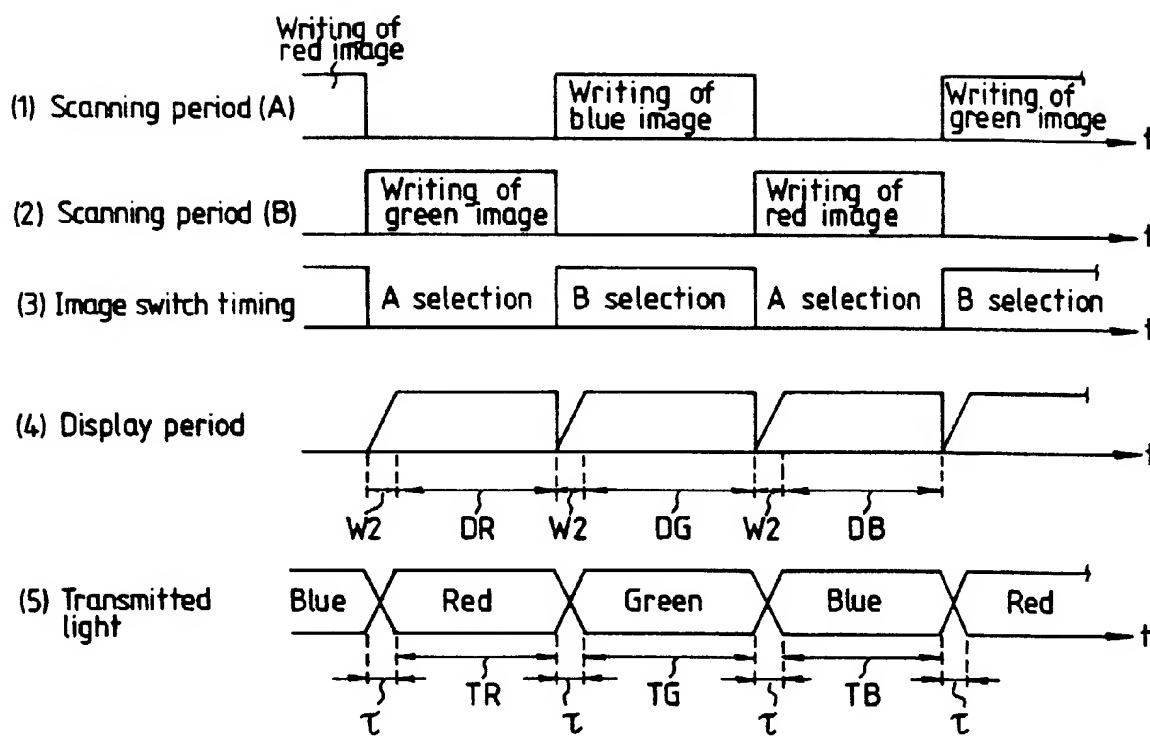 Writing of
red image
(1) Scanning period (A)
Writing of
blue image
Writing of
green image
t
(2) Scanning period (B)
Writing of
green image
Writing of
red image
t
(3) Image switch timing
A selection
B selection
A selection
B selection
t
(4) Display period
t
W2
DR
W2
DG
W2
DB
(5) Transmitted
light
Blue
Red
Green
Blue
Red
t
τ
TR
τ
TG
τ
TB
τ